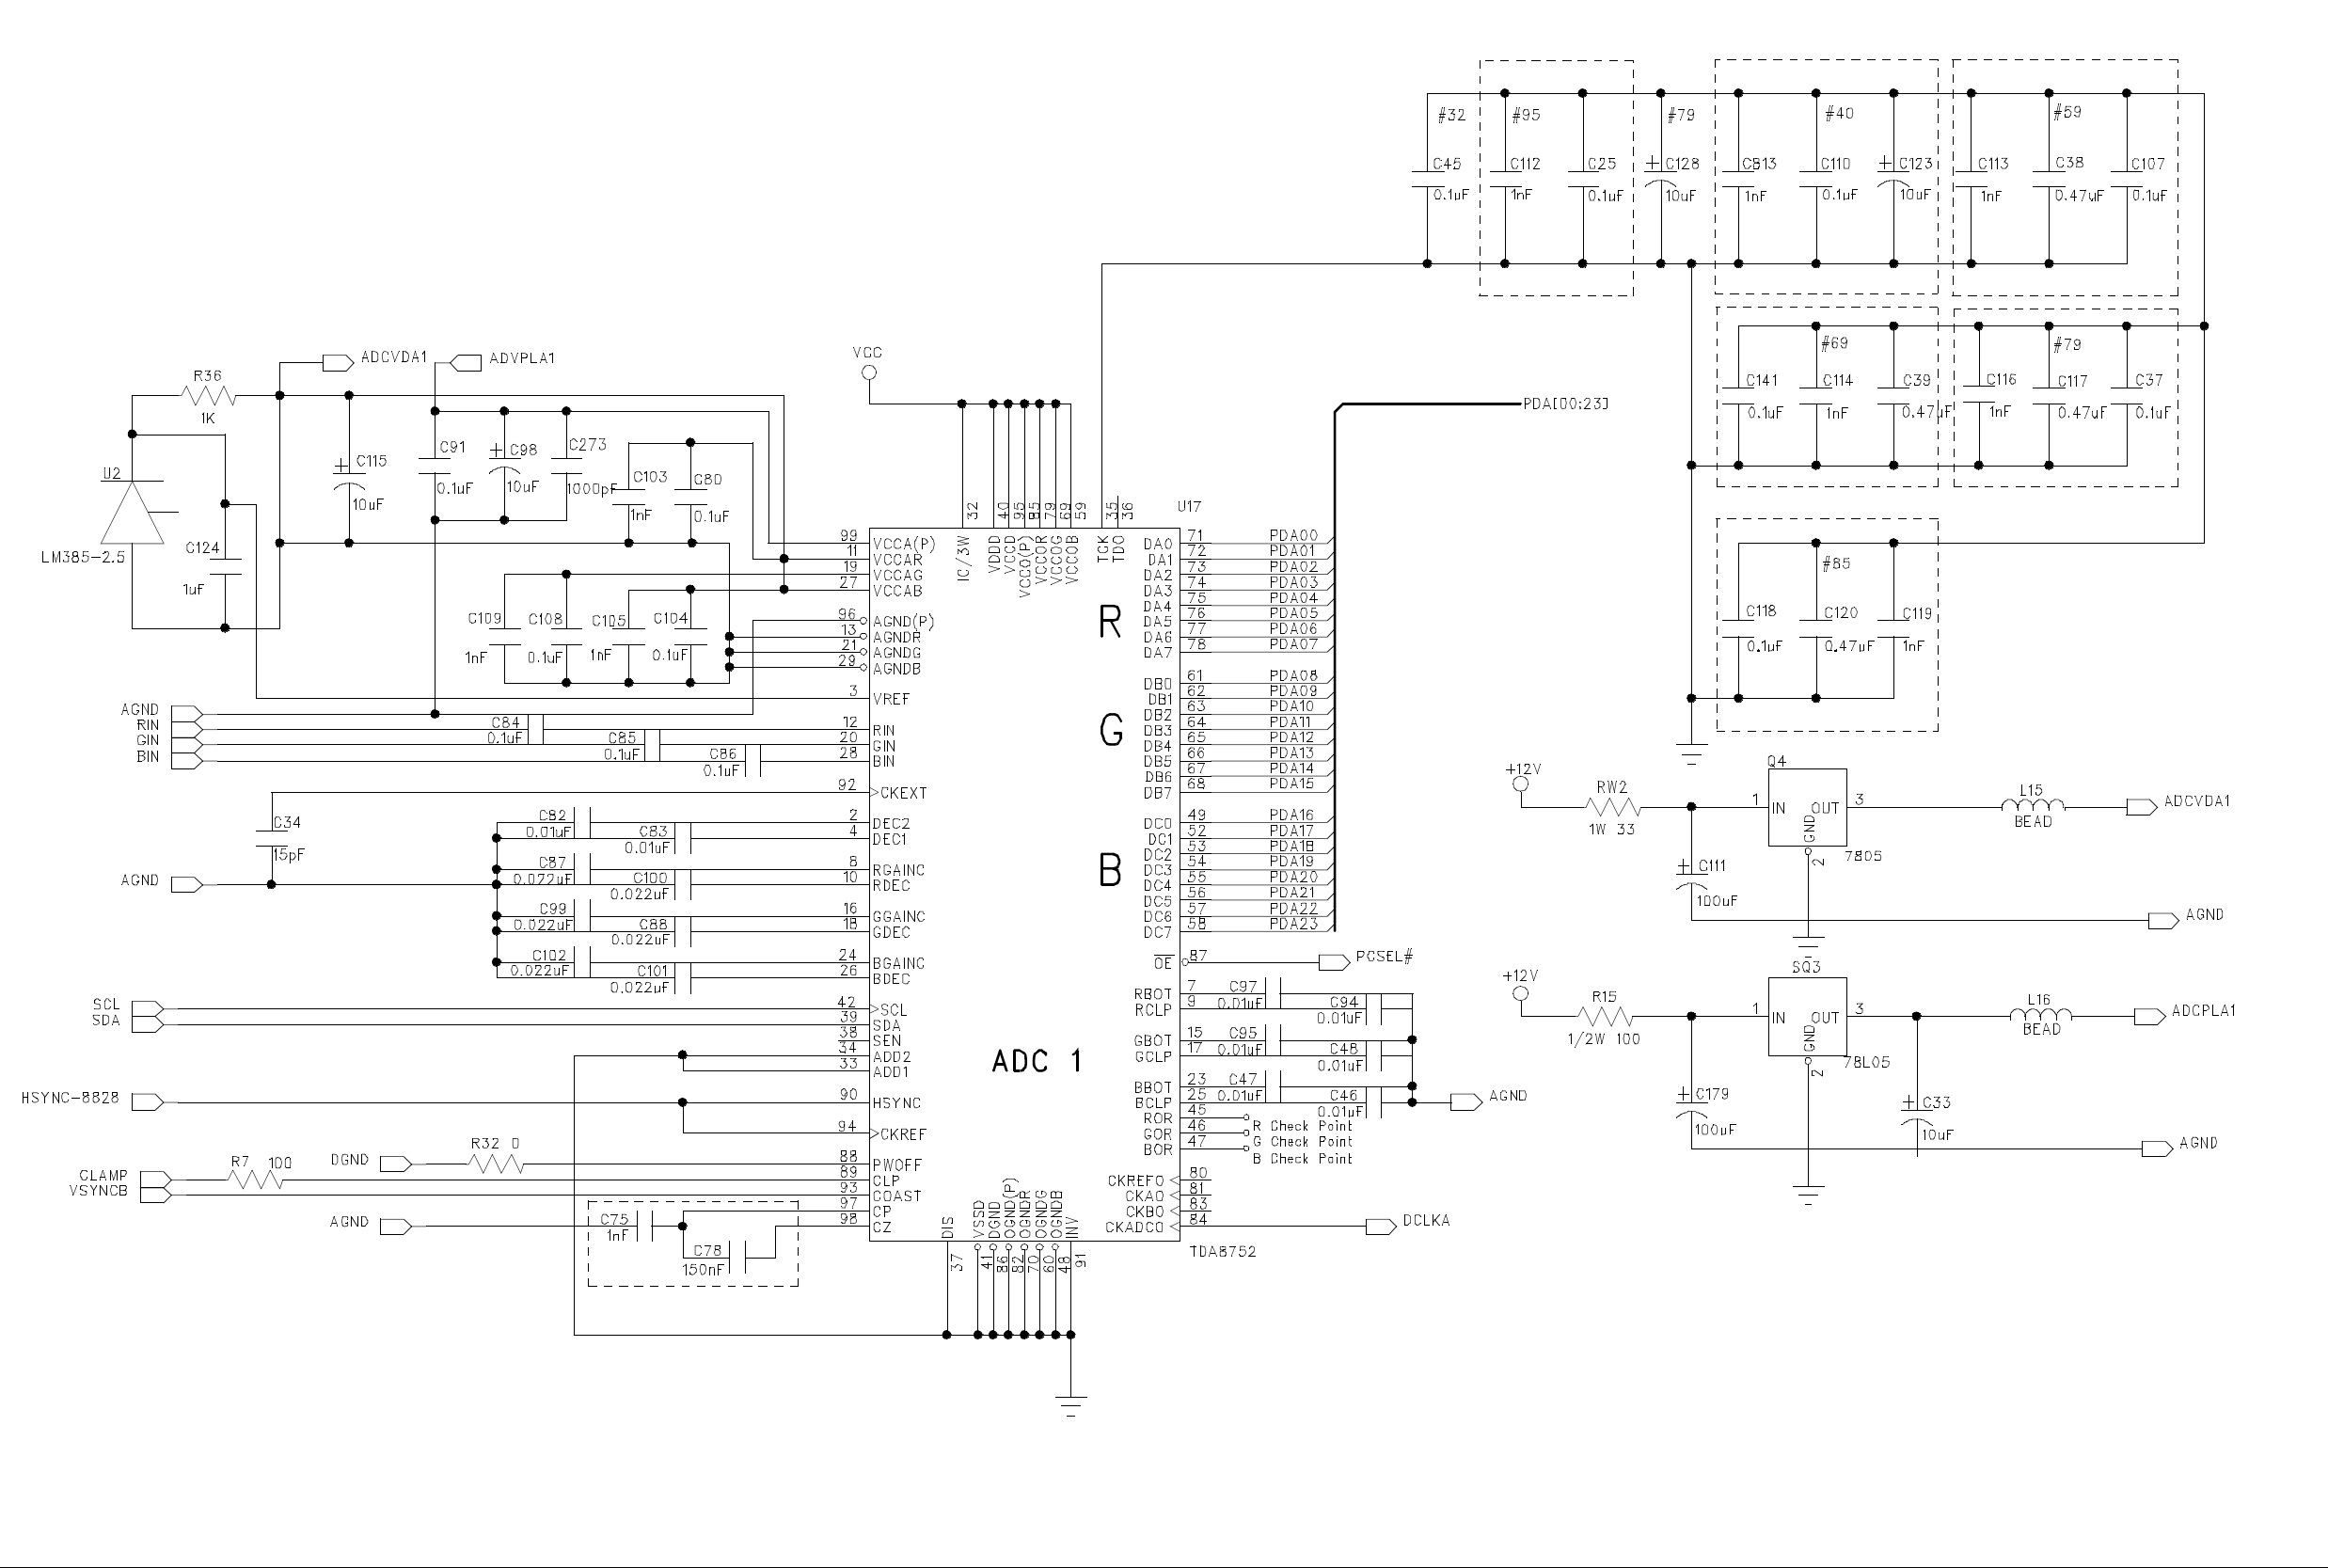 #32
#95
#79
#40
#59
C45
0.1uF
C112
1nF
C25
0.1uF
C128
10uF
C813
1nF
C110
0.1uF
C123
10uF
C113
1nF
C38
0.47uF
C107
0.1uF
#69
#79
C141
0.1uF
C114
1nF
C39
0.47uF
C116
1nF
C117
0.47uF
C37
0.1uF
#85
C118
0.1uF
C120
0.47uF
C119
1nF
ADCVDA1
ADVPLA1
VCC
R36
1K
PDA[00:23]
U2
LM385-2.5
C124
1uF
C115
10uF
C91
0.1uF
C98
10uF
C273
1000pF
C103
1nF
C80
0.1uF
C109
1nF
C108
0.1uF
C105
1nF
C104
0.1uF
U17
32 40 95 85 79 69 59 35 36
IC/3W VDDD VCCD VCCO(P) VCCOR VCCOG VCCOB TCK TDO
99 VCCA(P)
11 VCCAR
19 VCCAG
27 VCCAB
96 AGND(P)
13 AGNDR
21 AGNDG
29 AGNDB
3 VREF
AGND
RIN
GIN
BIN
C84
0.1uF
C85
0.1uF
C86
0.1uF
12 RIN
20 GIN
28 BIN
92 CKEXT
C34
15pF
AGND
C82
0.01uF
C83
0.01uF
C87
0.022uF
C100
0.022uF
C99
0.022uF
C88
0.022uF
C102
0.022uF
C101
0.022uF
2 DEC2
4 DEC1
8 RGAINC
10 RDEC
16 GGAINC
18 GDEC
24 BGAINC
26 BDEC
SCL
SDA
42 SCL
39 SDA
38 SEN
34 ADD2
33 ADD1
HSYNC-8828
90 HSYNC
94 CKREF
DGND
R32 0
88 PWOFF
CLAMP
R7 100
89 CLP
VSYNCB
93 COAST
AGND
C75
1nF
C78
150nF
97 CP
98 CZ
R
G
B
ADC 1
DA0 71 PDA00
DA1 72 PDA01
DA2 73 PDA02
DA3 74 PDA03
DA4 75 PDA04
DA5 76 PDA05
DA6 77 PDA06
DA7 78 PDA07
DB0 61 PDA08
DB1 62 PDA09
DB2 63 PDA10
DB3 64 PDA11
DB4 65 PDA12
DB5 66 PDA13
DB6 67 PDA14
DB7 68 PDA15
DC0 49 PDA16
DC1 52 PDA17
DC2 53 PDA18
DC3 54 PDA19
DC4 55 PDA20
DC5 56 PDA21
DC6 57 PDA22
DC7 58 PDA23
OE 87 PCSEL#
RBOT 7 C97 0.01uF
RCLP 9 C94 0.01uF
GBOT 15 C95 0.01uF
GCLP 17 C48 0.01uF
BBOT 23 C47 0.01uF
BCLP 25 C46 0.01uF
AGND
ROR 45 R Check Point
GOR 46 G Check Point
BOR 47 B Check Point
CKREFO 80
CKAO 81
CKBO 83
CKADCO 84 DCLKA
DIS VSSD DGND OGND(P) OGNDR OGNDG OGNDB INV
37 41 86 82 70 60 48 91
TDA8752
+12V
RW2
1W 33
C111
100uF
Q4
1 IN OUT 3
GND
2
7805
L15
BEAD
ADCVDA1
AGND
+12V
R15
1/2W 100
C179
100uF
SQ3
1 IN OUT 3
GND
2
78L05
C33
10uF
L16
BEAD
ADCPLA1
AGND